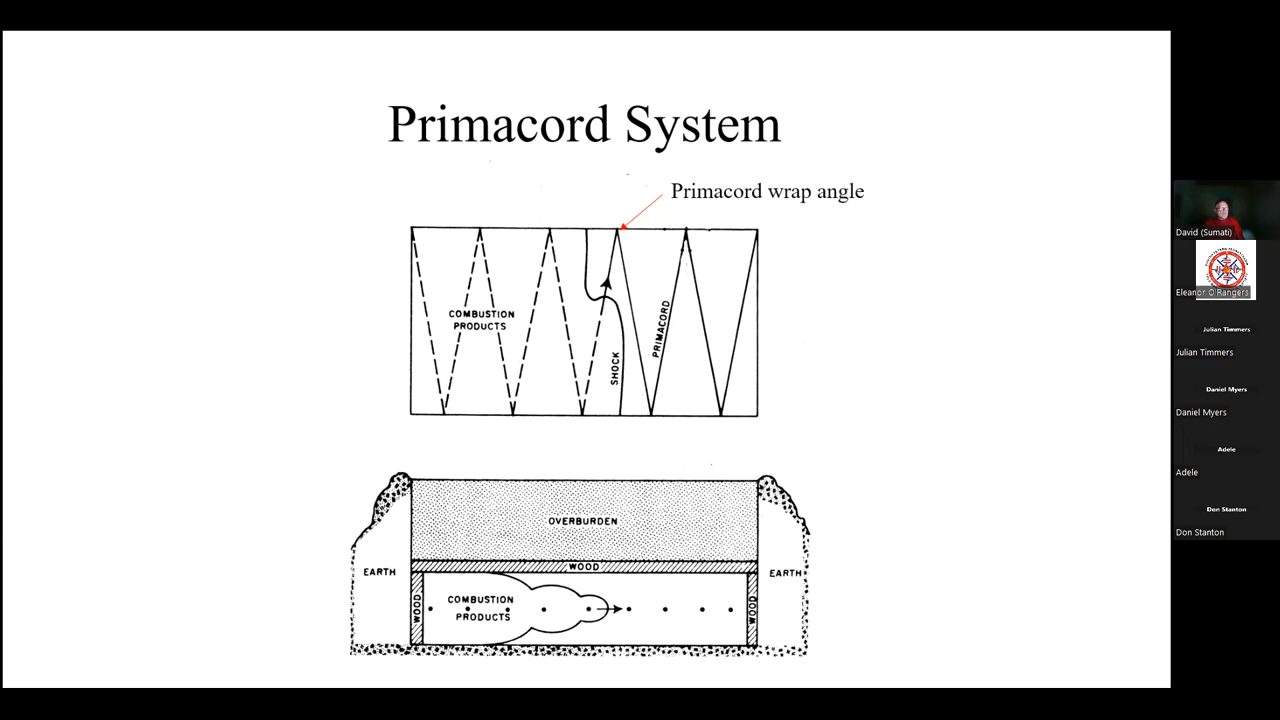 Primacord System
Primacord wrap angle
COMBUSTION
PRODUCTS
SHOCK
PRIMACORD
OVERBURDEN
WOOD
EARTH
EARTH
WOOD
COMBUSTION
PRODUCTS
WOOD
David (Sumati)
Eleanor O'Rangers
Julian Timmers
Julian Timmers
Daniel Myers
Daniel Myers
Adele
Adele
Don Stanton
Don Stanton